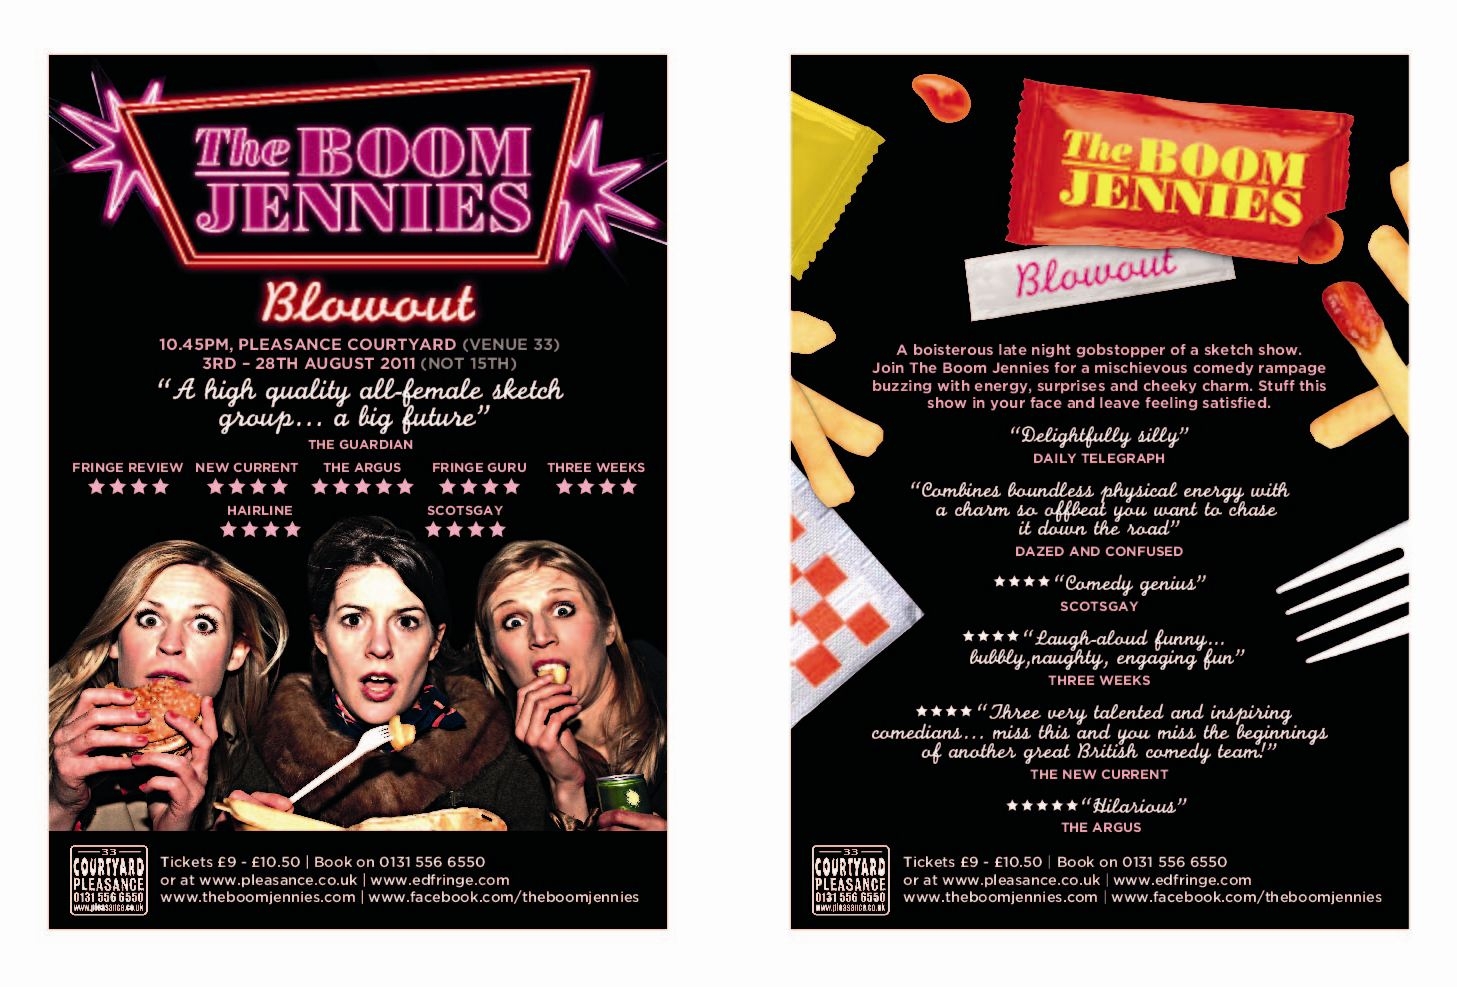 The BOOM
JENNIES
Blowout
10.45PM, PLEASANCE COURTYARD (VENUE 33)
3RD – 28TH AUGUST 2011 (NOT 15TH)
“A high quality all-female sketch
group... a big future”
THE GUARDIAN
FRINGE REVIEW NEW CURRENT THE ARGUS FRINGE GURU THREE WEEKS
★★★★ ★★★★ ★★★★★ ★★★★ ★★★★
HAIRLINE SCOTSGAY
★★★★ ★★★★
33
COURTYARD
PLEASANCE
0131 556 6550
www.pleasance.co.uk
Tickets £9 - £10.50 | Book on 0131 556 6550
or at www.pleasance.co.uk | www.edfringe.com
www.theboomjennies.com | www.facebook.com/theboomjennies
The BOOM
JENNIES
Blowout
A boisterous late night gobstopper of a sketch show.
Join The Boom Jennies for a mischievous comedy rampage
buzzing with energy, surprises and cheeky charm. Stuff this
show in your face and leave feeling satisfied.
“Delightfully silly”
DAILY TELEGRAPH
“Combines boundless physical energy with
a charm so offbeat you want to chase
it down the road”
DAZED AND CONFUSED
★★★★ “Comedy genius”
SCOTSGAY
★★★★ “Laugh-aloud funny...
bubbly,naughty, engaging fun”
THREE WEEKS
★★★★ “Three very talented and inspiring
comedians... miss this and you miss the beginnings
of another great British comedy team!”
THE NEW CURRENT
★★★★★ “Hilarious”
THE ARGUS
33
COURTYARD
PLEASANCE
0131 556 6550
www.pleasance.co.uk
Tickets £9 - £10.50 | Book on 0131 556 6550
or at www.pleasance.co.uk | www.edfringe.com
www.theboomjennies.com | www.facebook.com/theboomjennies